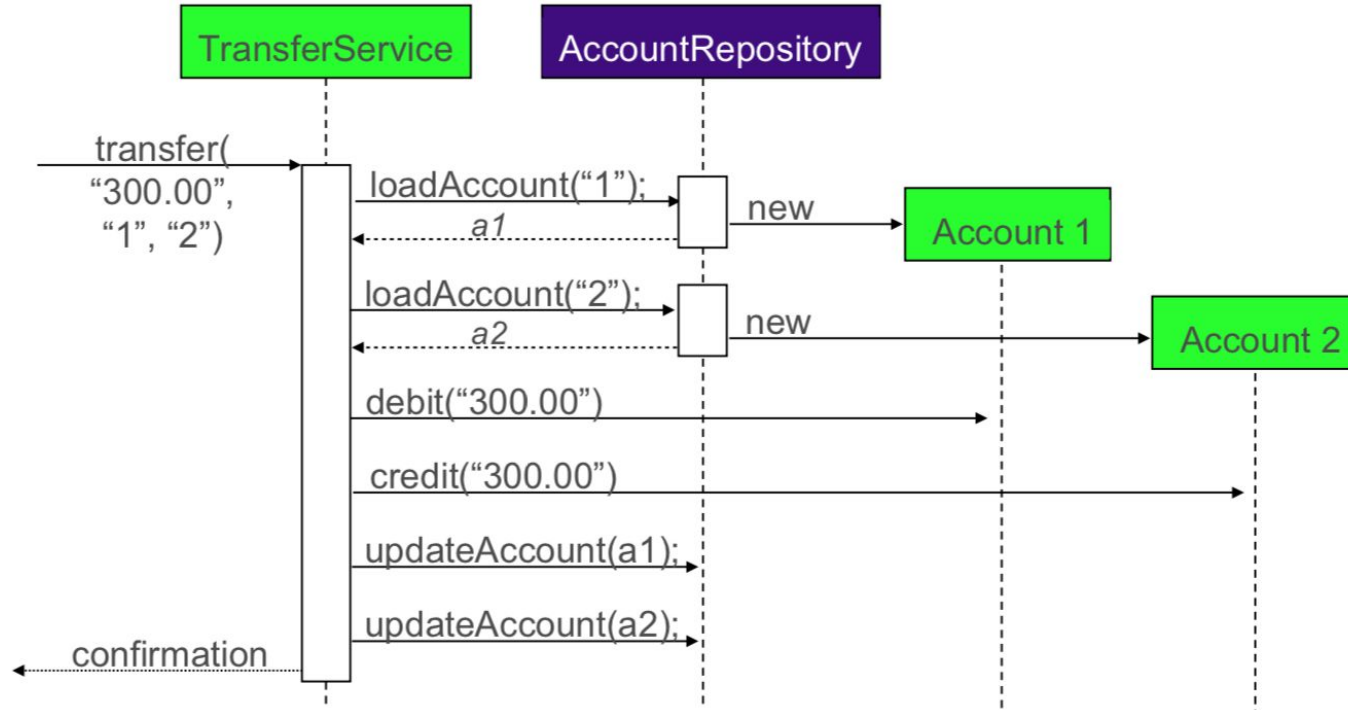 TransferService
AccountRepository
transfer(
“300.00”,
“1”, “2”)
loadAccount(“1”);
a1
new
Account 1
loadAccount(“2”);
a2
new
Account 2
debit(“300.00”)
credit(“300.00”)
updateAccount(a1);
updateAccount(a2);
confirmation